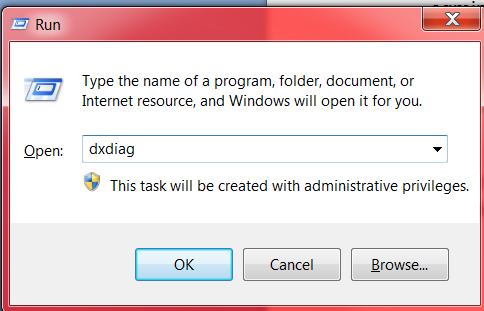 Run
Type the name of a program, folder, document, or
Internet resource, and Windows will open it for you.
Open: dxdiag
This task will be created with administrative privileges.
OK Cancel Browse...